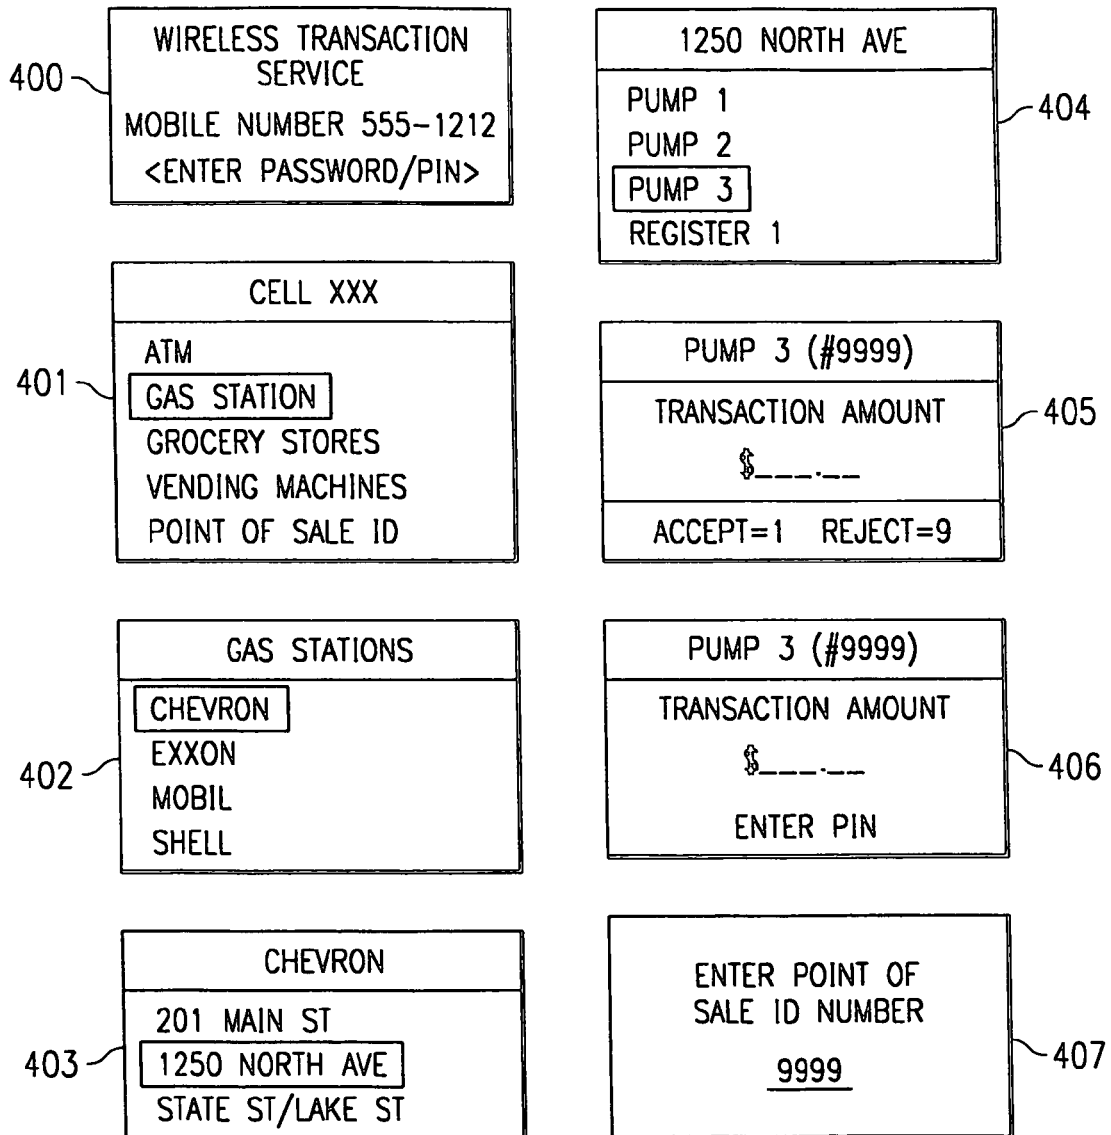 400
WIRELESS TRANSACTION
SERVICE
MOBILE NUMBER 555-1212
<ENTER PASSWORD/PIN>
401
CELL XXX
ATM
GAS STATION
GROCERY STORES
VENDING MACHINES
POINT OF SALE ID
402
GAS STATIONS
CHEVRON
EXXON
MOBIL
SHELL
403
CHEVRON
201 MAIN ST
1250 NORTH AVE
STATE ST/LAKE ST
1250 NORTH AVE
PUMP 1
PUMP 2
PUMP 3
REGISTER 1
404
PUMP 3 (#9999)
TRANSACTION AMOUNT
$___.__
ACCEPT=1 REJECT=9
405
PUMP 3 (#9999)
TRANSACTION AMOUNT
$___.__
ENTER PIN
406
ENTER POINT OF
SALE ID NUMBER
9999
407